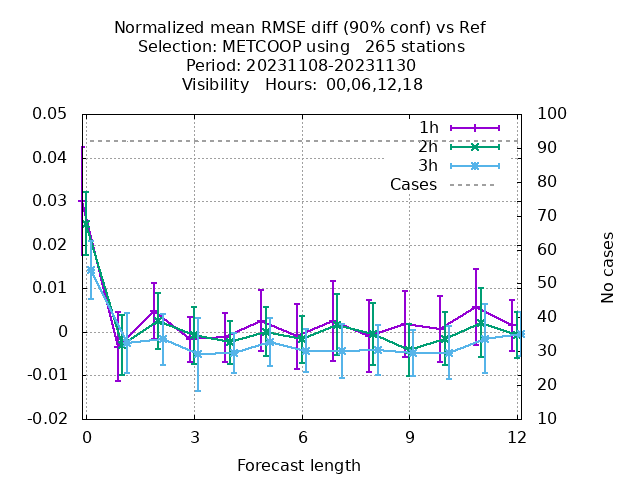 Normalized mean RMSE diff (90% conf) vs Ref
Selection: METCOOP using 265 stations
Period: 20231108-20231130
Visibility Hours: 00,06,12,18
0.05 100
1h
0.04 90
2h
3h
80
Cases
0.03 70
0.02 60
0.01 50
40
0
30
-0.01 20
-0.02 10
No cases
0 3 6 9 12
Forecast length